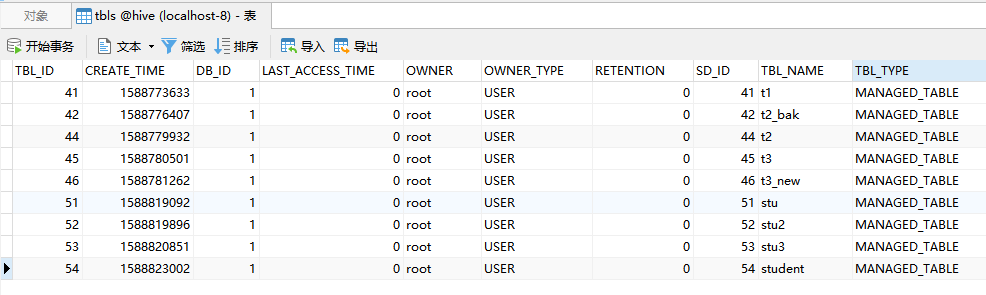 对象 tbls @hive (localhost-8) - 表
开始事务 文本 筛选 排序 导入 导出
TBL_ID CREATE_TIME DB_ID LAST_ACCESS_TIME OWNER OWNER_TYPE RETENTION SD_ID TBL_NAME TBL_TYPE
41 1588773633 1 0 root USER 0 41 t1 MANAGED_TABLE
42 1588776407 1 0 root USER 0 42 t2_bak MANAGED_TABLE
44 1588779932 1 0 root USER 0 44 t2 MANAGED_TABLE
45 1588780501 1 0 root USER 0 45 t3 MANAGED_TABLE
46 1588781262 1 0 root USER 0 46 t3_new MANAGED_TABLE
51 1588819092 1 0 root USER 0 51 stu MANAGED_TABLE
52 1588819896 1 0 root USER 0 52 stu2 MANAGED_TABLE
53 1588820851 1 0 root USER 0 53 stu3 MANAGED_TABLE
54 1588823002 1 0 root USER 0 54 student MANAGED_TABLE